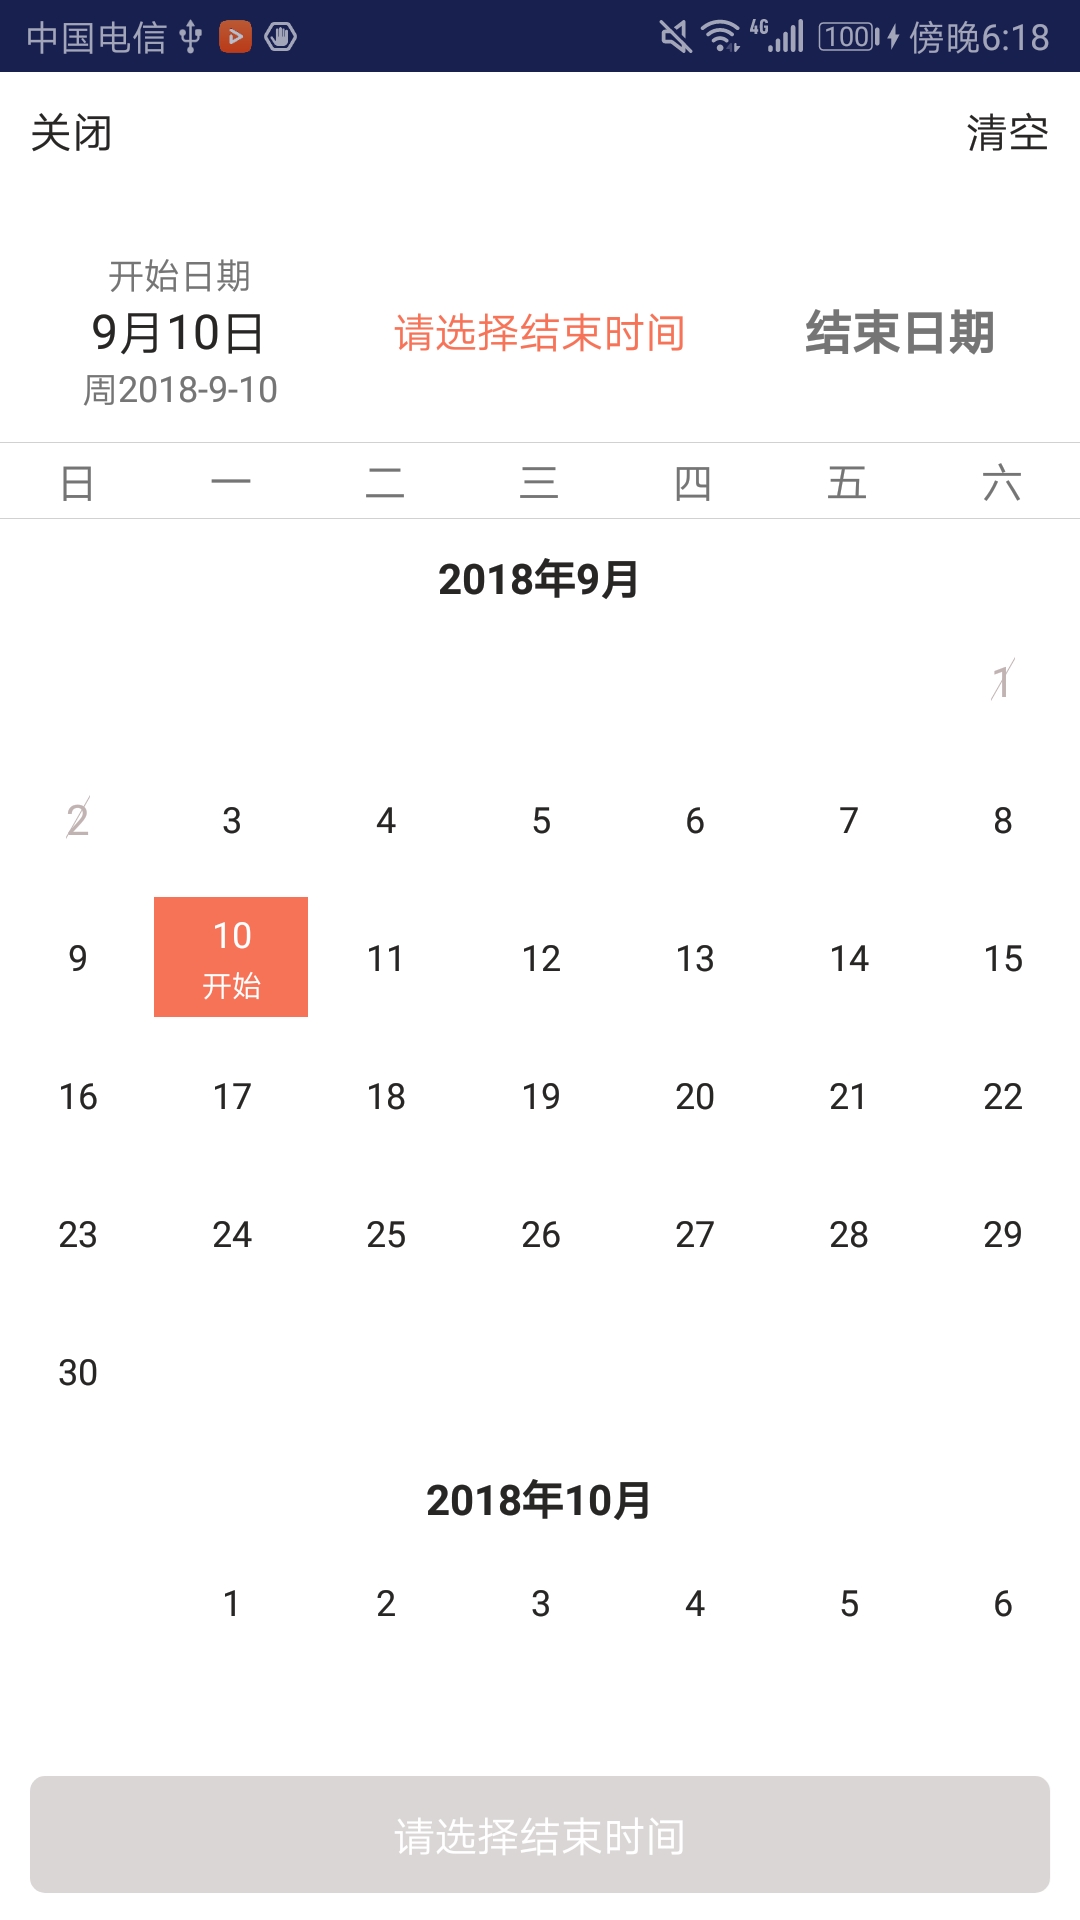 中国电信 4G 100 傍晚6:18
关闭 清空
开始日期
9月10日 请选择结束时间 结束日期
周2018-9-10
日 一 二 三 四 五 六
2018年9月
1
2 3 4 5 6 7 8
9 10 11 12 13 14 15
开始
16 17 18 19 20 21 22
23 24 25 26 27 28 29
30
2018年10月
1 2 3 4 5 6
请选择结束时间